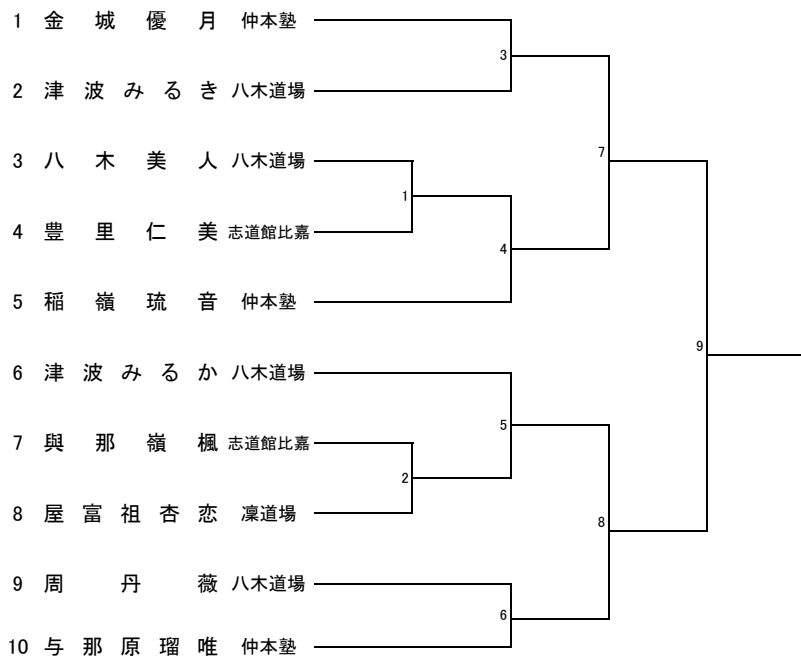 1 金城優月 仲本塾
3
2 津波みるき 八木道場
3 八木美人 八木道場
7
1
4 豊里仁美 志道館比嘉
4
5 稲嶺琉音 仲本塾
9
6 津波みるか 八木道場
5
7 與那嶺楓 志道館比嘉
2
8 屋富祖杏恋 凜道場
8
9 周丹薇 八木道場
6
10 与那原瑠唯 仲本塾